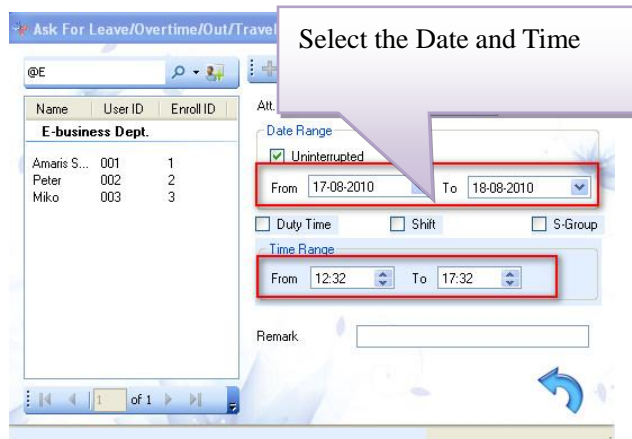 Ask For Leave/Overtime/Out/Travel
Select the Date and Time
@E
Name User ID Enroll ID
E-business Dept.
Amaris S... 001 1
Peter 002 2
Miko 003 3
Att.
Date Range
Uninterrupted
From 17-08-2010 To 18-08-2010
Duty Time Shift S-Group
Time Range
From 12:32 To 17:32
Remark
1 of 1